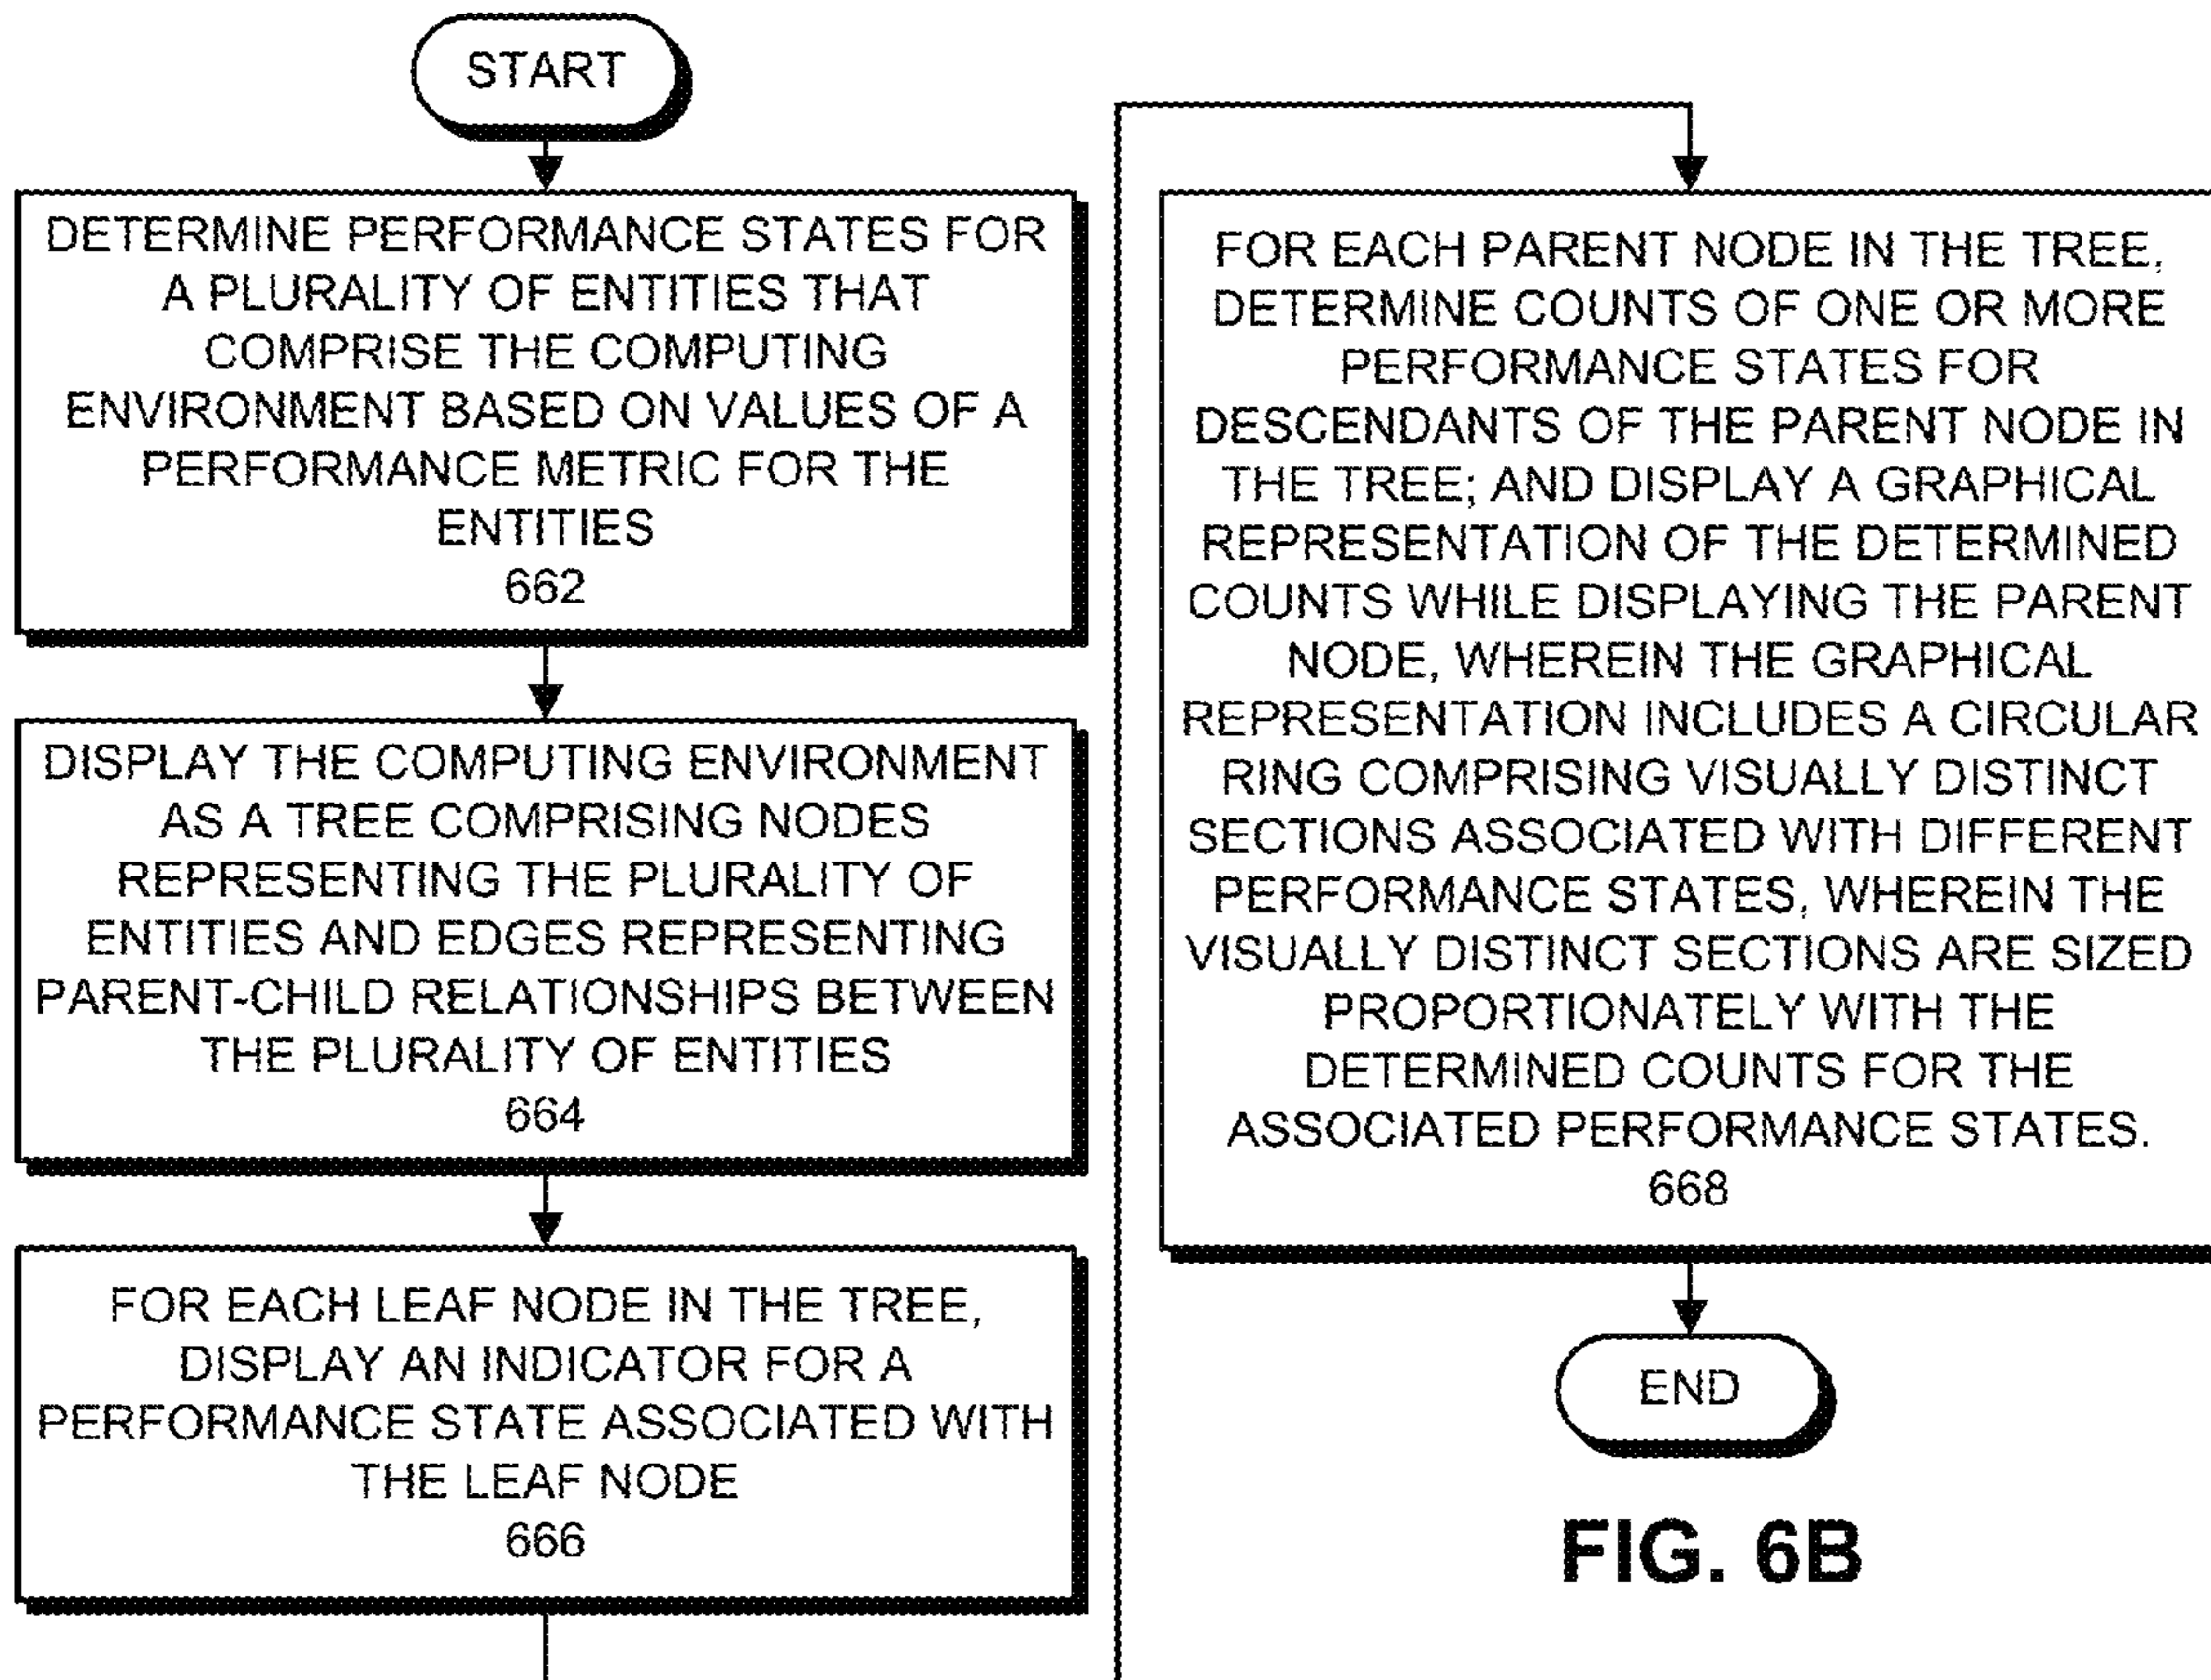 START
DETERMINE PERFORMANCE STATES FOR
A PLURALITY OF ENTITIES THAT
COMPRISE THE COMPUTING
ENVIRONMENT BASED ON VALUES OF A
PERFORMANCE METRIC FOR THE
ENTITIES
662
DISPLAY THE COMPUTING ENVIRONMENT
AS A TREE COMPRISING NODES
REPRESENTING THE PLURALITY OF
ENTITIES AND EDGES REPRESENTING
PARENT-CHILD RELATIONSHIPS BETWEEN
THE PLURALITY OF ENTITIES
664
FOR EACH LEAF NODE IN THE TREE,
DISPLAY AN INDICATOR FOR A
PERFORMANCE STATE ASSOCIATED WITH
THE LEAF NODE
666
FOR EACH PARENT NODE IN THE TREE,
DETERMINE COUNTS OF ONE OR MORE
PERFORMANCE STATES FOR
DESCENDANTS OF THE PARENT NODE IN
THE TREE; AND DISPLAY A GRAPHICAL
REPRESENTATION OF THE DETERMINED
COUNTS WHILE DISPLAYING THE PARENT
NODE, WHEREIN THE GRAPHICAL
REPRESENTATION INCLUDES A CIRCULAR
RING COMPRISING VISUALLY DISTINCT
SECTIONS ASSOCIATED WITH DIFFERENT
PERFORMANCE STATES, WHEREIN THE
VISUALLY DISTINCT SECTIONS ARE SIZED
PROPORTIONATELY WITH THE
DETERMINED COUNTS FOR THE
ASSOCIATED PERFORMANCE STATES.
668
END
FIG. 6B